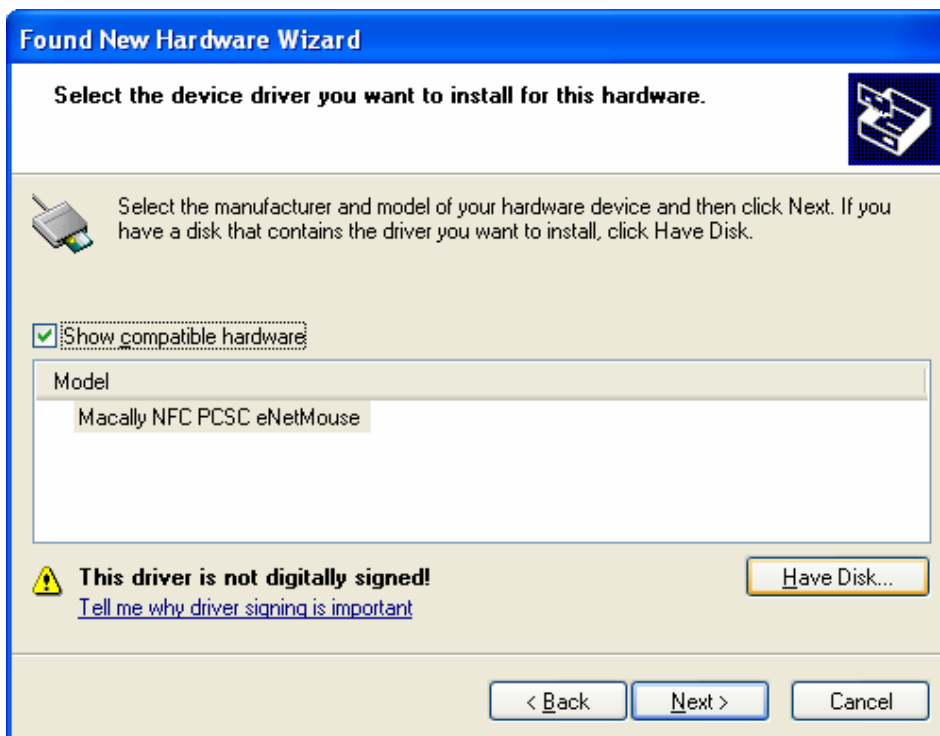 Found New Hardware Wizard
Select the device driver you want to install for this hardware.
Select the manufacturer and model of your hardware device and then click Next. If you
have a disk that contains the driver you want to install, click Have Disk.
Show compatible hardware
Model
Macally NFC PCSC eNetMouse
This driver is not digitally signed!
Have Disk...
Tell me why driver signing is important
< Back
Next >
Cancel